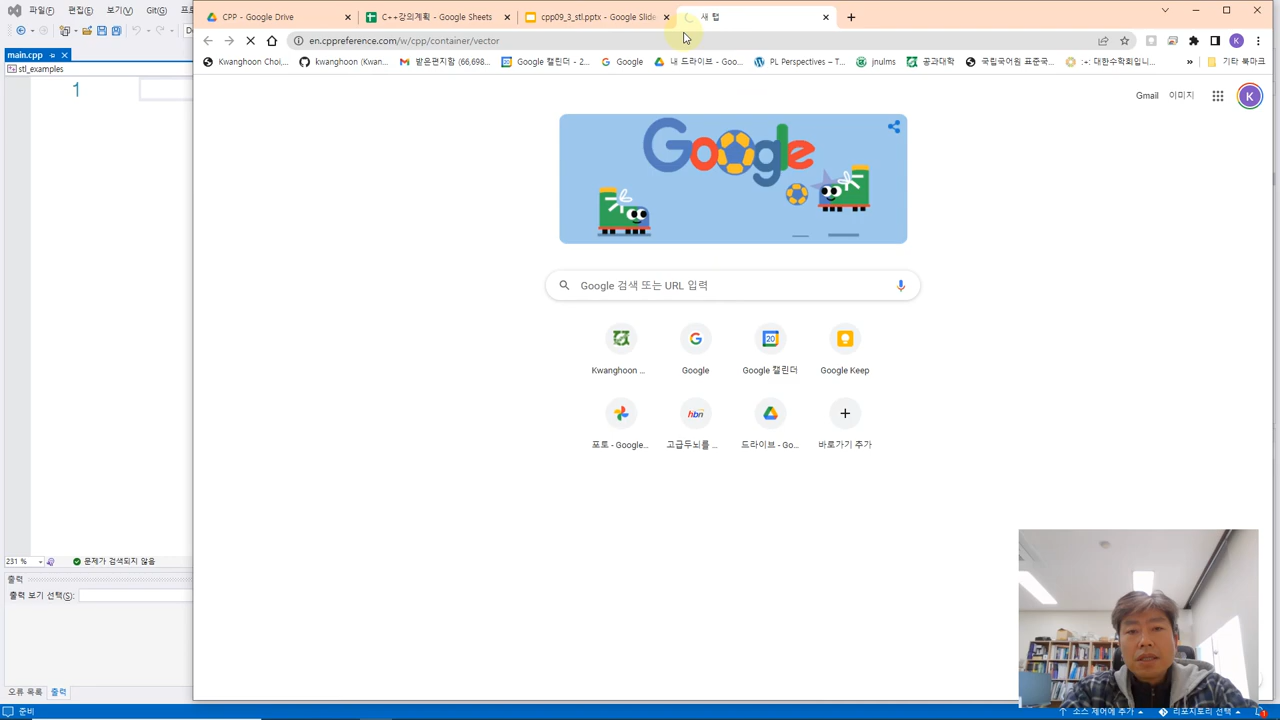 파일(F) 편집(E) 보기(V) Git(G)
main.cpp
stl_examples
1
231 %
문제가 검색되지 않음
출력
출력 보기 선택(S):
오류 목록 출력
준비
CPP - Google Drive
C++강의계획 - Google Sheets
cpp09_3_stl.pptx - Google Slide
새 탭
en.cppreference.com/w/cpp/container/vector
K
Kwanghoon Choi,...
kwanghoon (Kwan...
받은편지함 (66,698...
Google 캘린더 - 2...
Google
내 드라이브 - Goo...
PL Perspectives – T...
jnulms
공과대학
국립국어원 표준국...
:+: 대한수학회입니...
»
기타 북마크
Gmail 이미지
K
Google
Google 검색 또는 URL 입력
Kwanghoon ...
Google
20
Google 캘린더
Google Keep
포토 - Google...
hbn
고급두뇌를 ...
드라이브 - Go...
바로가기 추가
소스 제어에 추가
리포지토리 선택
1